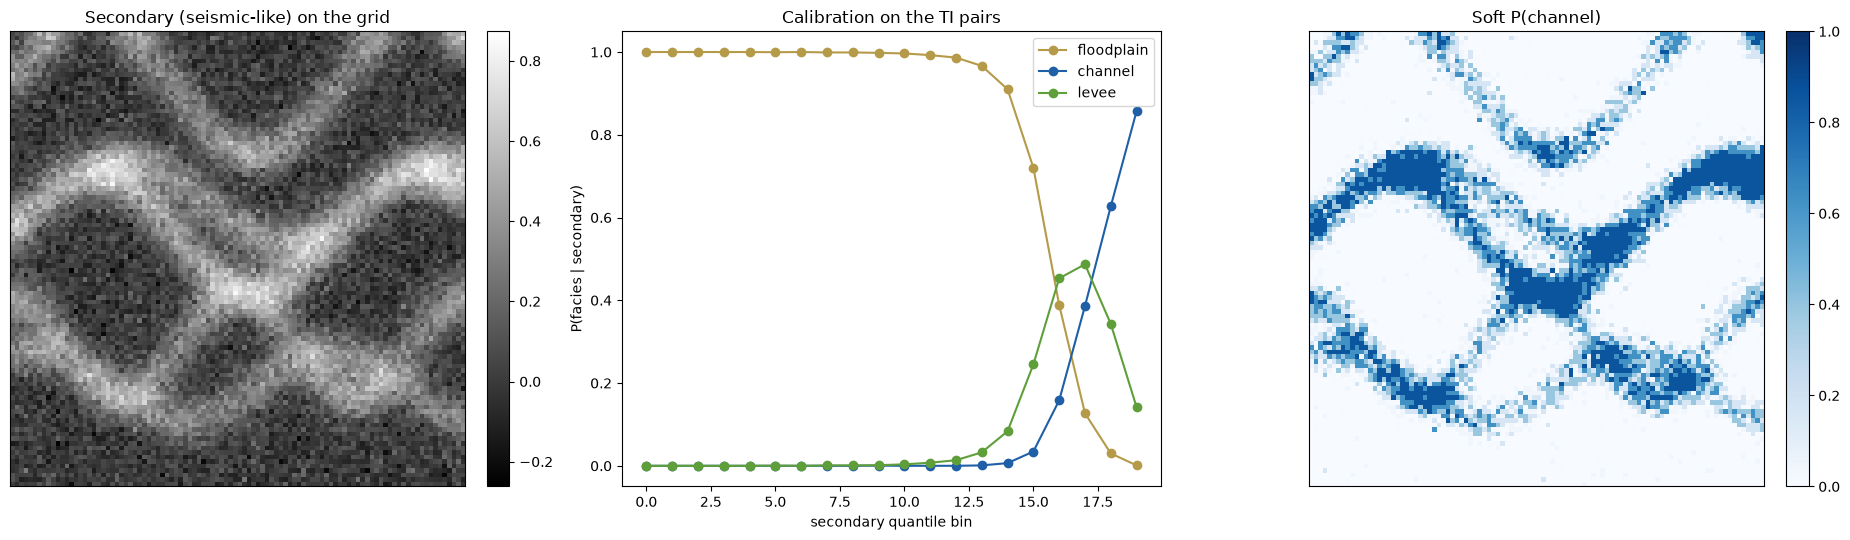 Secondary (seismic-like) on the grid
0.8
0.6
0.4
0.2
0.0
−0.2
Calibration on the TI pairs
P(facies | secondary)
1.0
0.8
0.6
0.4
0.2
0.0
floodplain
channel
levee
0.0 2.5 5.0 7.5 10.0 12.5 15.0 17.5
secondary quantile bin
Soft P(channel)
1.0
0.8
0.6
0.4
0.2
0.0